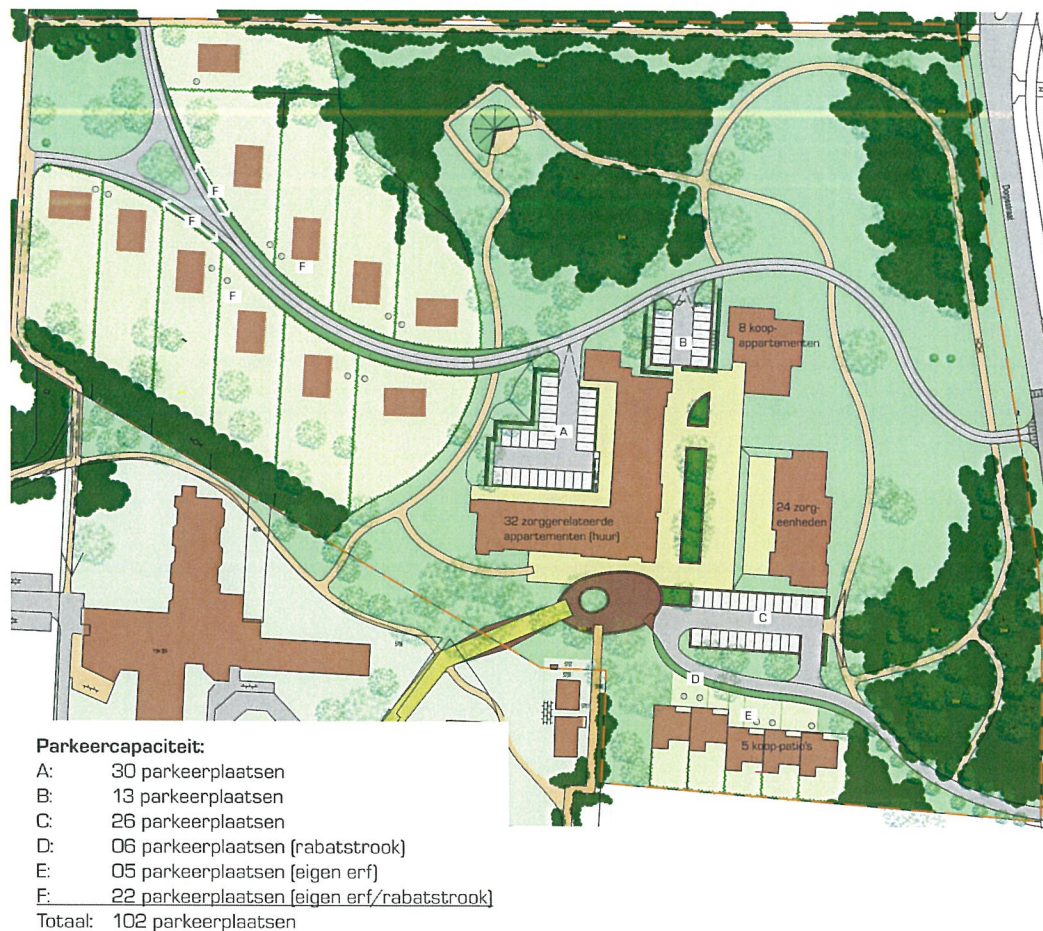 Dorpsstraat
F
F
F
F
B
8 koop-
appartementen
A
32 zorggerelateerde
appartementen (huur)
24 zorg-
eenheden
C
D
E
5 koop-patio's
Parkeercapaciteit:
A: 30 parkeerplaatsen
B: 13 parkeerplaatsen
C: 26 parkeerplaatsen
D: 06 parkeerplaatsen (rabatstrook)
E: 05 parkeerplaatsen (eigen erf)
F: 22 parkeerplaatsen (eigen erf/rabatstrook)
Totaal: 102 parkeerplaatsen